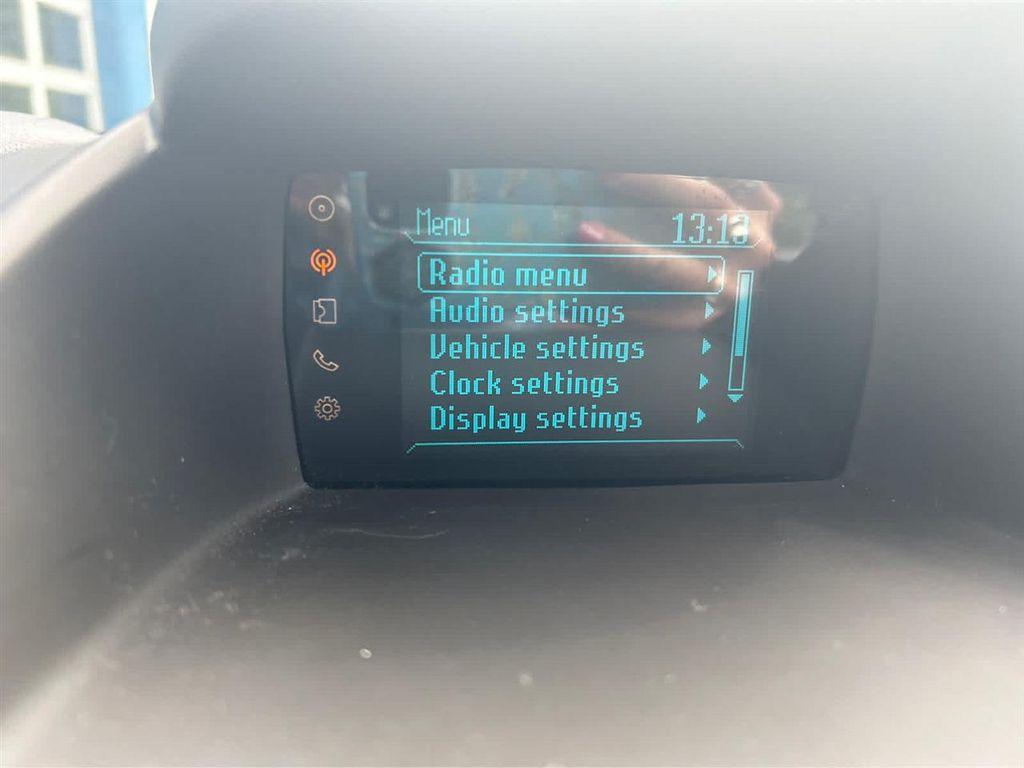 Menu
13:13
Radio menu
Audio settings
Vehicle settings
Clock settings
Display settings